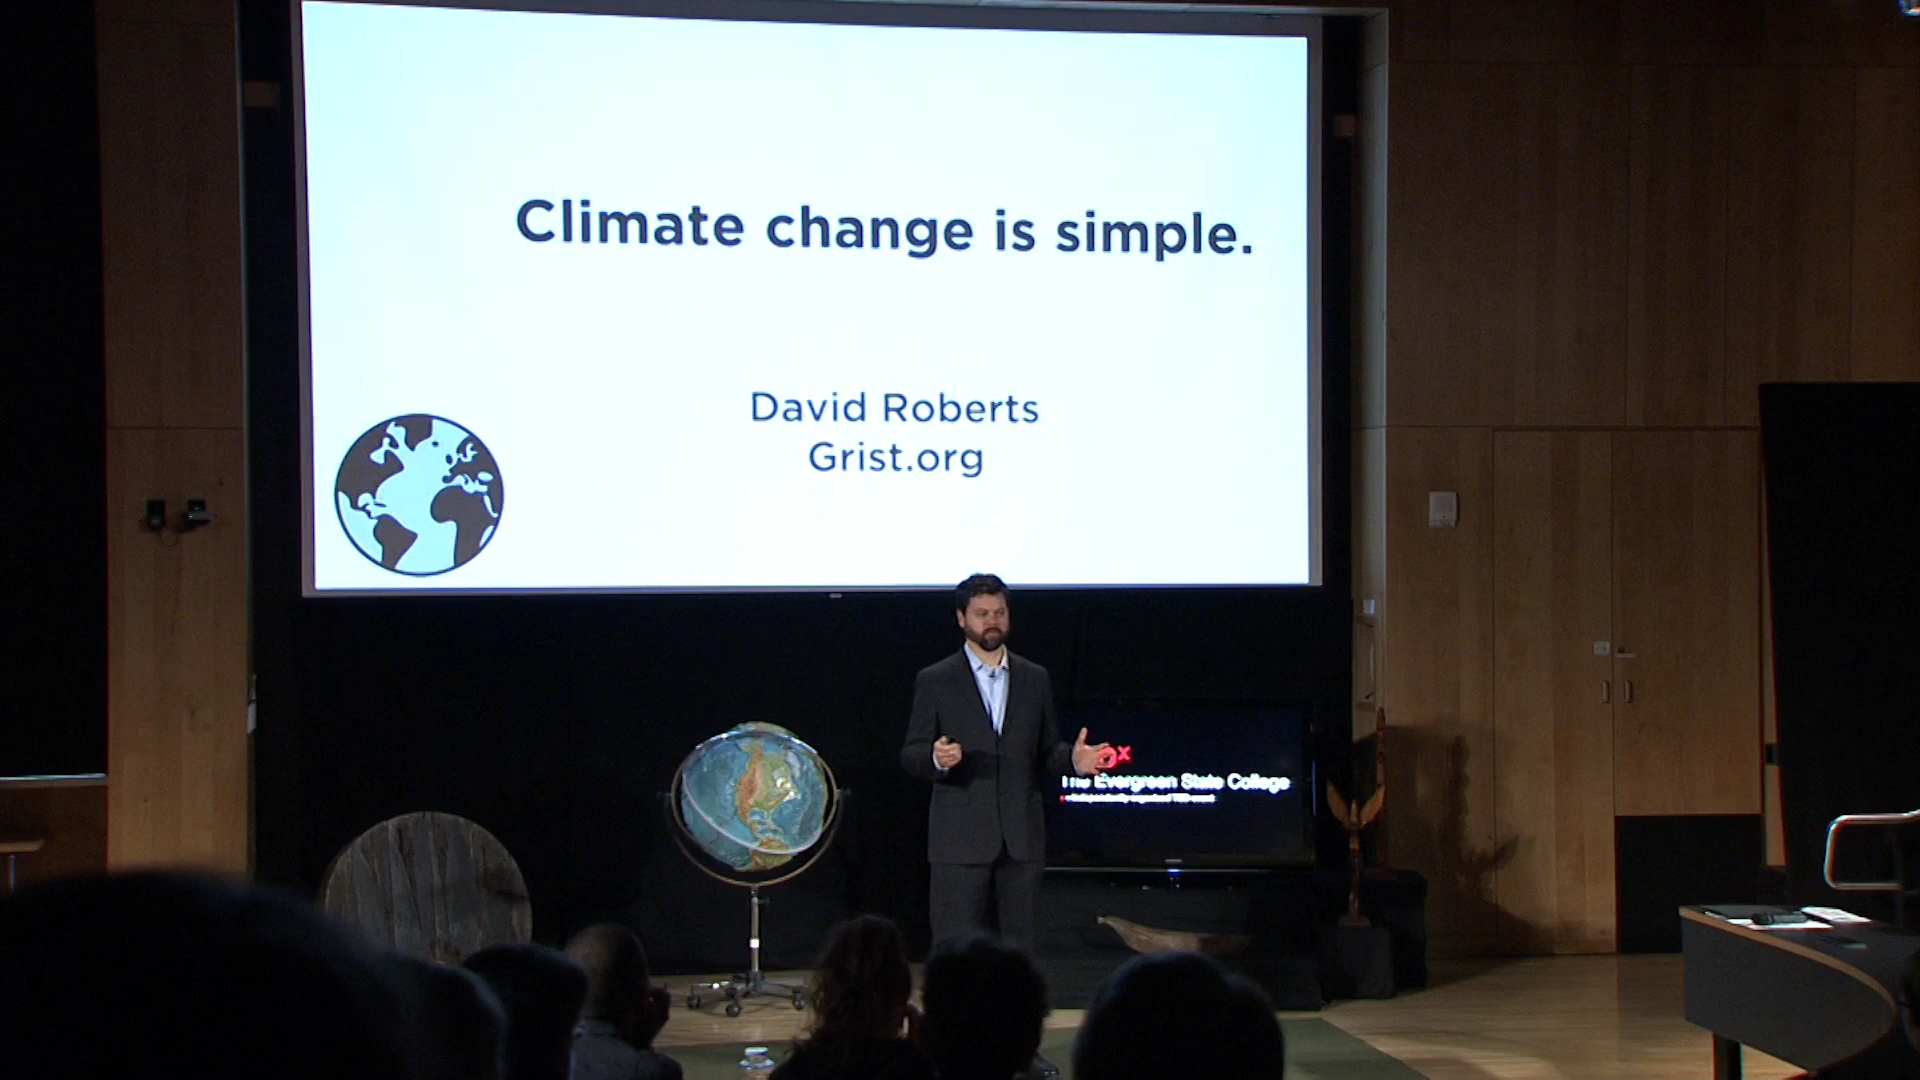 Climate change is simple.
David Roberts
Grist.org
x
The Evergreen State College